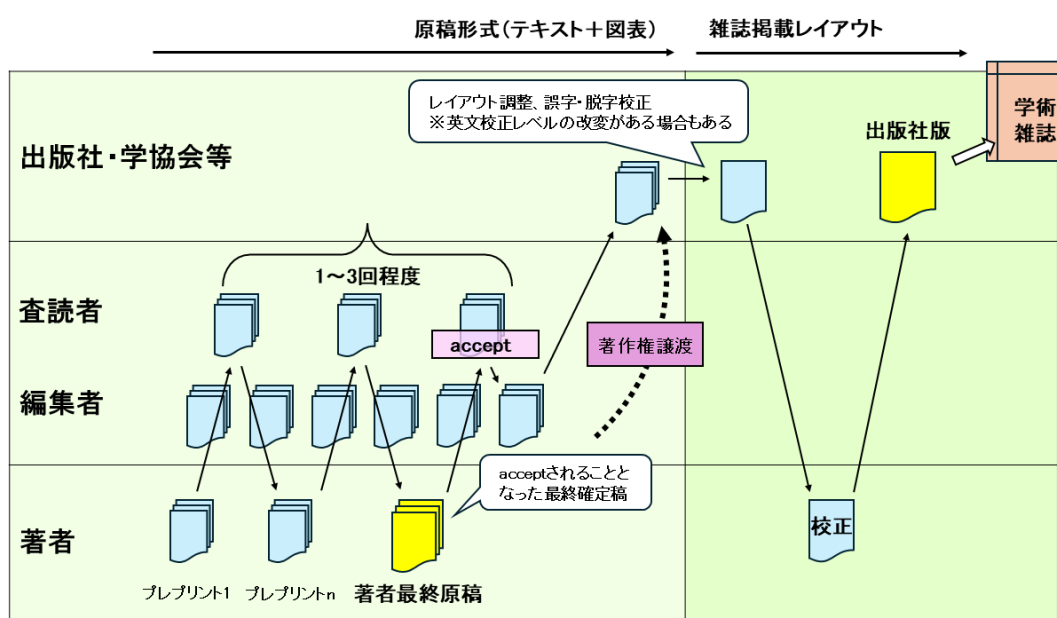 原稿形式(テキスト＋図表)
雑誌掲載レイアウト
レイアウト調整、誤字・脱字校正
※英文校正レベルの改変がある場合もある
学術
雑誌
出版社版
出版社・学協会等
1～3回程度
査読者
accept
著作権譲渡
編集者
acceptされることと
なった最終確定稿
著者
校正
プレプリント1
プレプリントn
著者最終原稿